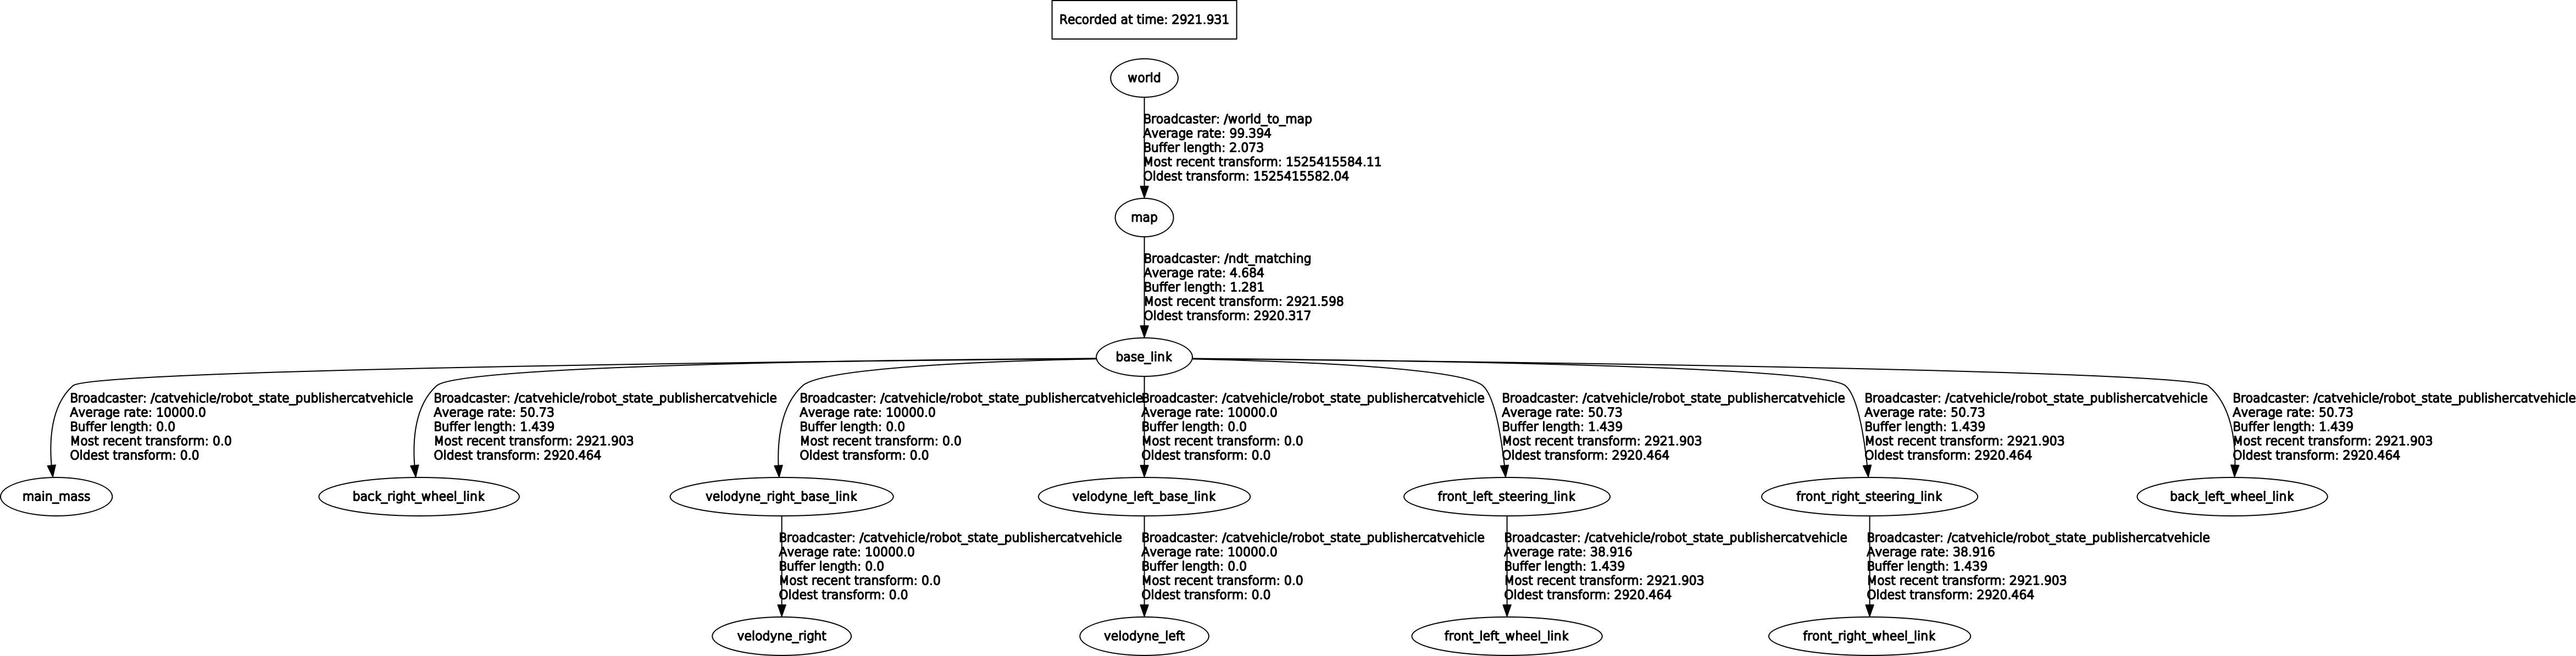 Recorded at time: 2921.931
world
Broadcaster: /world_to_map
Average rate: 99.394
Buffer length: 2.073
Most recent transform: 1525415584.11
Oldest transform: 1525415582.04
map
Broadcaster: /ndt_matching
Average rate: 4.684
Buffer length: 1.281
Most recent transform: 2921.598
Oldest transform: 2920.317
base_link
Broadcaster: /catvehicle/robot_state_publishercatvehicle
Average rate: 10000.0
Buffer length: 0.0
Most recent transform: 0.0
Oldest transform: 0.0
Broadcaster: /catvehicle/robot_state_publishercatvehicle
Average rate: 50.73
Buffer length: 1.439
Most recent transform: 2921.903
Oldest transform: 2920.464
Broadcaster: /catvehicle/robot_state_publishercatvehicle
Average rate: 10000.0
Buffer length: 0.0
Most recent transform: 0.0
Oldest transform: 0.0
Broadcaster: /catvehicle/robot_state_publishercatvehicle
Average rate: 10000.0
Buffer length: 0.0
Most recent transform: 0.0
Oldest transform: 0.0
Broadcaster: /catvehicle/robot_state_publishercatvehicle
Average rate: 50.73
Buffer length: 1.439
Most recent transform: 2921.903
Oldest transform: 2920.464
Broadcaster: /catvehicle/robot_state_publishercatvehicle
Average rate: 50.73
Buffer length: 1.439
Most recent transform: 2921.903
Oldest transform: 2920.464
Broadcaster: /catvehicle/robot_state_publishercatvehicle
Average rate: 50.73
Buffer length: 1.439
Most recent transform: 2921.903
Oldest transform: 2920.464
main_mass
back_right_wheel_link
velodyne_right_base_link
velodyne_left_base_link
front_left_steering_link
front_right_steering_link
back_left_wheel_link
Broadcaster: /catvehicle/robot_state_publishercatvehicle
Average rate: 10000.0
Buffer length: 0.0
Most recent transform: 0.0
Oldest transform: 0.0
Broadcaster: /catvehicle/robot_state_publishercatvehicle
Average rate: 10000.0
Buffer length: 0.0
Most recent transform: 0.0
Oldest transform: 0.0
Broadcaster: /catvehicle/robot_state_publishercatvehicle
Average rate: 38.916
Buffer length: 1.439
Most recent transform: 2921.903
Oldest transform: 2920.464
Broadcaster: /catvehicle/robot_state_publishercatvehicle
Average rate: 38.916
Buffer length: 1.439
Most recent transform: 2921.903
Oldest transform: 2920.464
velodyne_right
velodyne_left
front_left_wheel_link
front_right_wheel_link